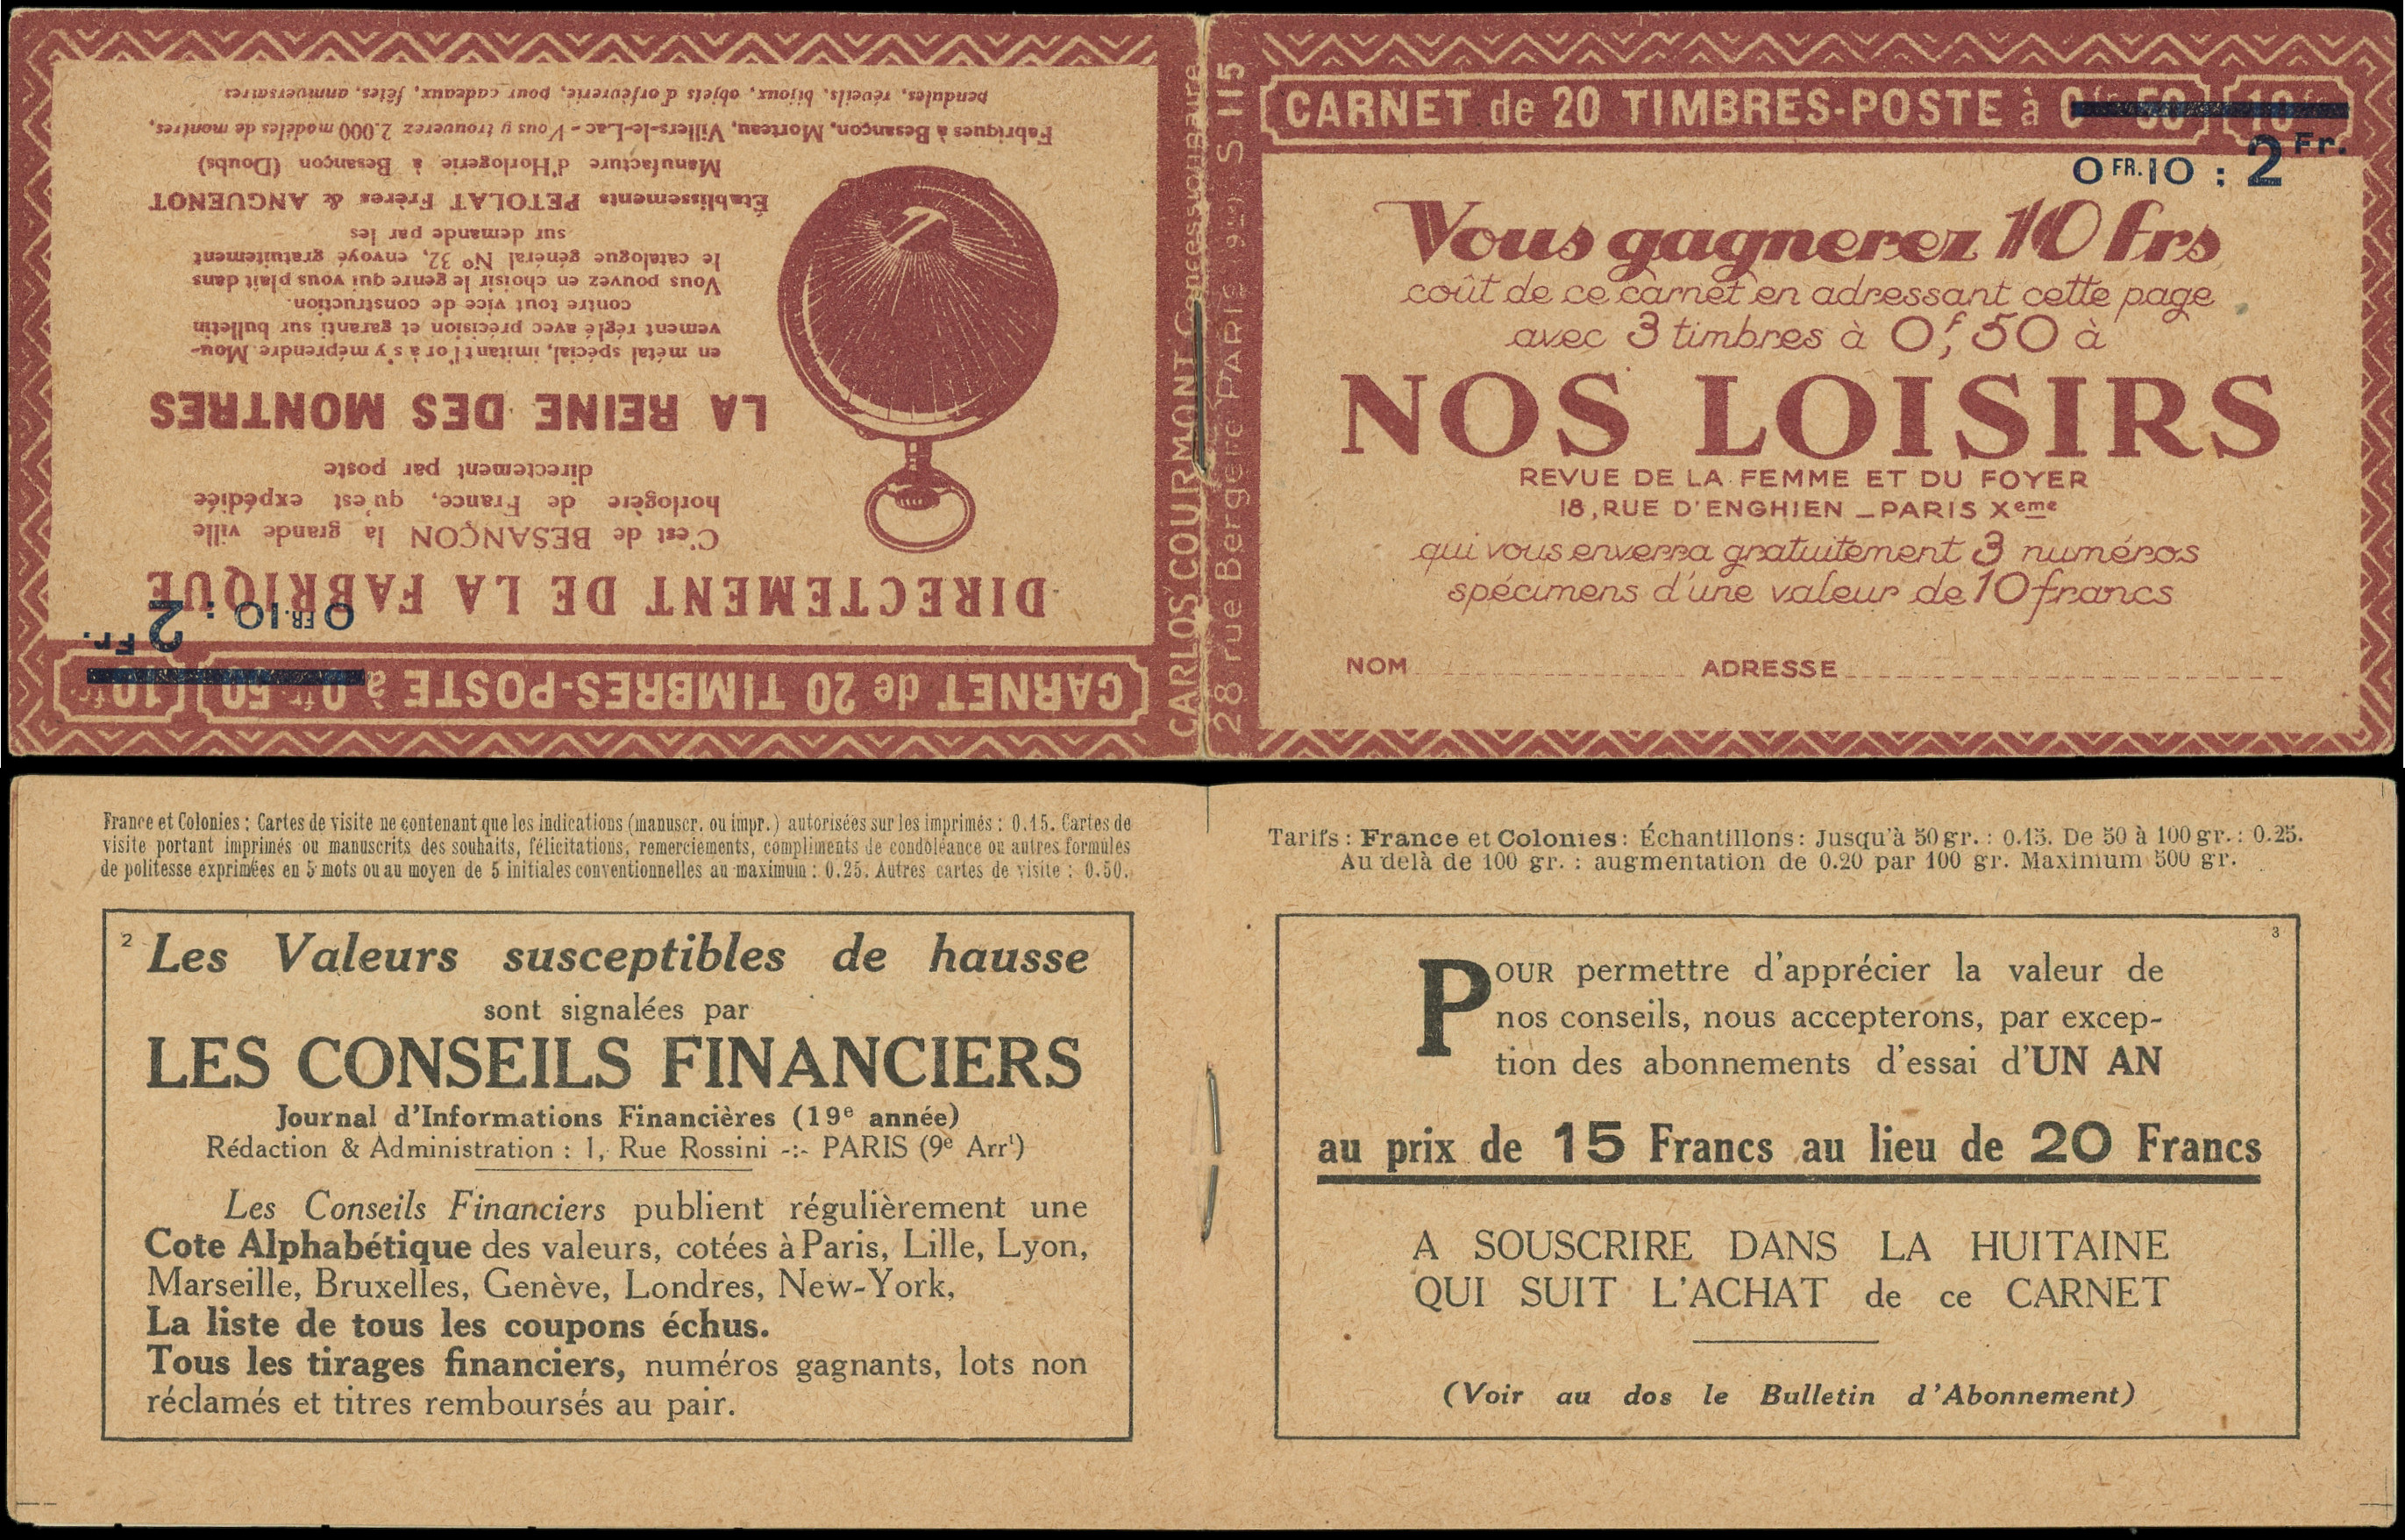 CARNET de 20 TIMBRES-POSTE à 0fr 50 10fr
0 FR. 10 : 2 Fr.
DIRECTEMENT DE LA FABRIQUE
C'est de BESANÇON la grande ville
horlogère de France, qu'est expédiée
directement par poste
LA REINE DES MONTRES
en métal spécial, imitant l'or à s'y méprendre. Mou-
vement réglé avec précision et garanti sur bulletin
contre tout vice de construction.
Vous pouvez en choisir le genre qui vous plait dans
le catalogue général No 32, envoyé gratuitement
sur demande par les
Établissements PETOLAT Frères & ANGUENOT
Manufacture d'Horlogerie à Besançon (Doubs)
Fabriques à Besançon, Morteau, Villers-le-Lac - Vous y trouverez 2.000 modèles de montres,
pendules, réveils, bijoux, objets d'orfèvrerie, pour cadeaux, fêtes, anniversaires
CARLOS COURMONT Concessionnaire
28 rue Bergère PARIS 9e S. 115
CARNET de 20 TIMBRES-POSTE à 0fr 50 10fr
0 FR. 10 : 2 Fr.
Vous gagnerez 10 frs
coût de ce carnet en adressant cette page
avec 3 timbres à 0f,50 à
NOS LOISIRS
REVUE DE LA FEMME ET DU FOYER
18, RUE D'ENGHIEN _ PARIS Xeme
qui vous enverra gratuitement 3 numéros
spécimens d'une valeur de 10 francs
NOM ADRESSE
France et Colonies : Cartes de visite ne contenant que les indications (manuscr. ou impr.) autorisées sur les imprimés : 0.15. Cartes de
visite portant imprimés ou manuscrits des souhaits, félicitations, remerciements, compliments de condoléance ou autres formules
de politesse exprimées en 5 mots ou au moyen de 5 initiales conventionnelles au maximum : 0.25. Autres cartes de visite : 0.50.
2 Les Valeurs susceptibles de hausse
sont signalées par
LES CONSEILS FINANCIERS
Journal d'Informations Financières (19e année)
Rédaction & Administration : 1, Rue Rossini -:- PARIS (9e Arrt)
Les Conseils Financiers publient régulièrement une
Cote Alphabétique des valeurs, cotées à Paris, Lille, Lyon,
Marseille, Bruxelles, Genève, Londres, New-York,
La liste de tous les coupons échus.
Tous les tirages financiers, numéros gagnants, lots non
réclamés et titres remboursés au pair.
Tarifs : France et Colonies : Échantillons : Jusqu'à 50 gr. : 0.15. De 50 à 100 gr. : 0.25.
Au delà de 100 gr. : augmentation de 0.20 par 100 gr. Maximum 500 gr.
3
POUR permettre d'apprécier la valeur de
nos conseils, nous accepterons, par excep-
tion des abonnements d'essai d'UN AN
au prix de 15 Francs au lieu de 20 Francs
A SOUSCRIRE DANS LA HUITAINE
QUI SUIT L'ACHAT de ce CARNET
(Voir au dos le Bulletin d'Abonnement)